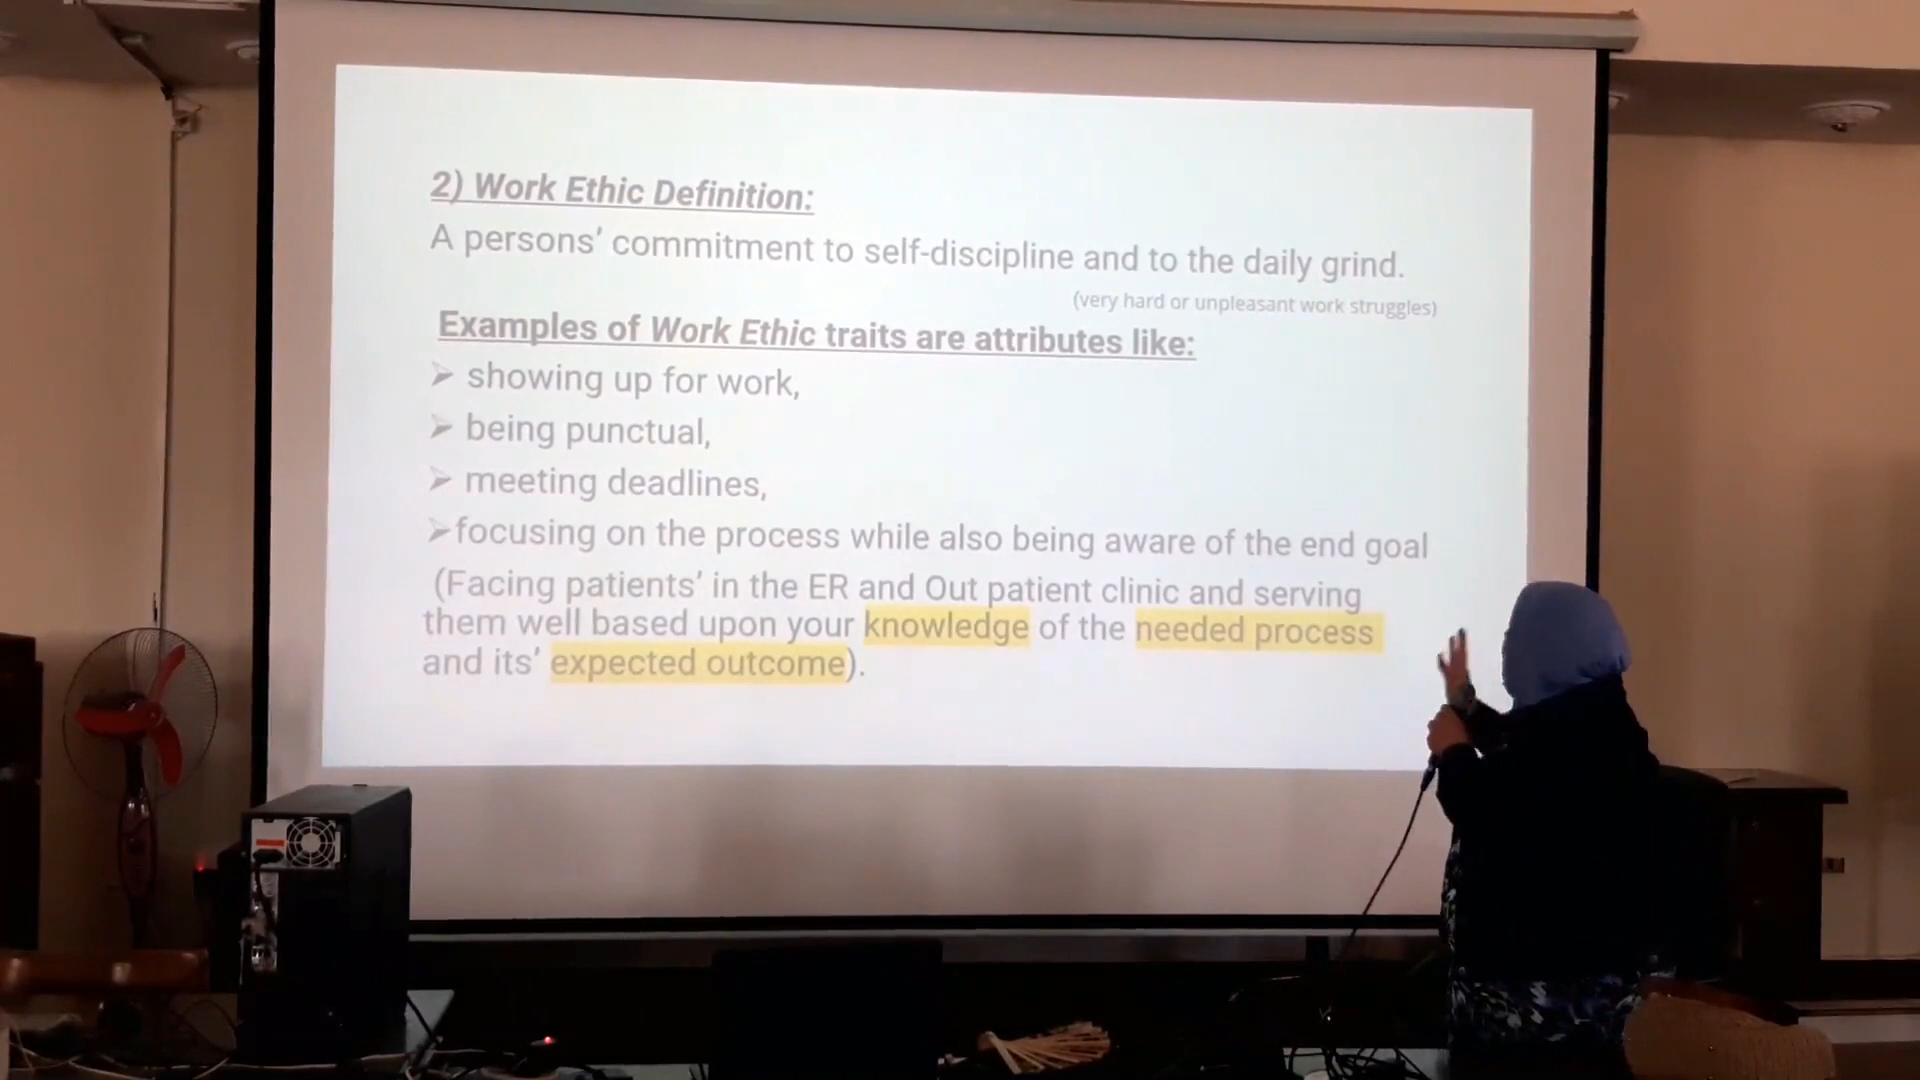 2) Work Ethic Definition:
A persons’ commitment to self-discipline and to the daily grind.
(very hard or unpleasant work struggles)
Examples of Work Ethic traits are attributes like:
➢ showing up for work,
➢ being punctual,
➢ meeting deadlines,
➢focusing on the process while also being aware of the end goal
(Facing patients’ in the ER and Out patient clinic and serving
them well based upon your knowledge of the needed process
and its’ expected outcome).